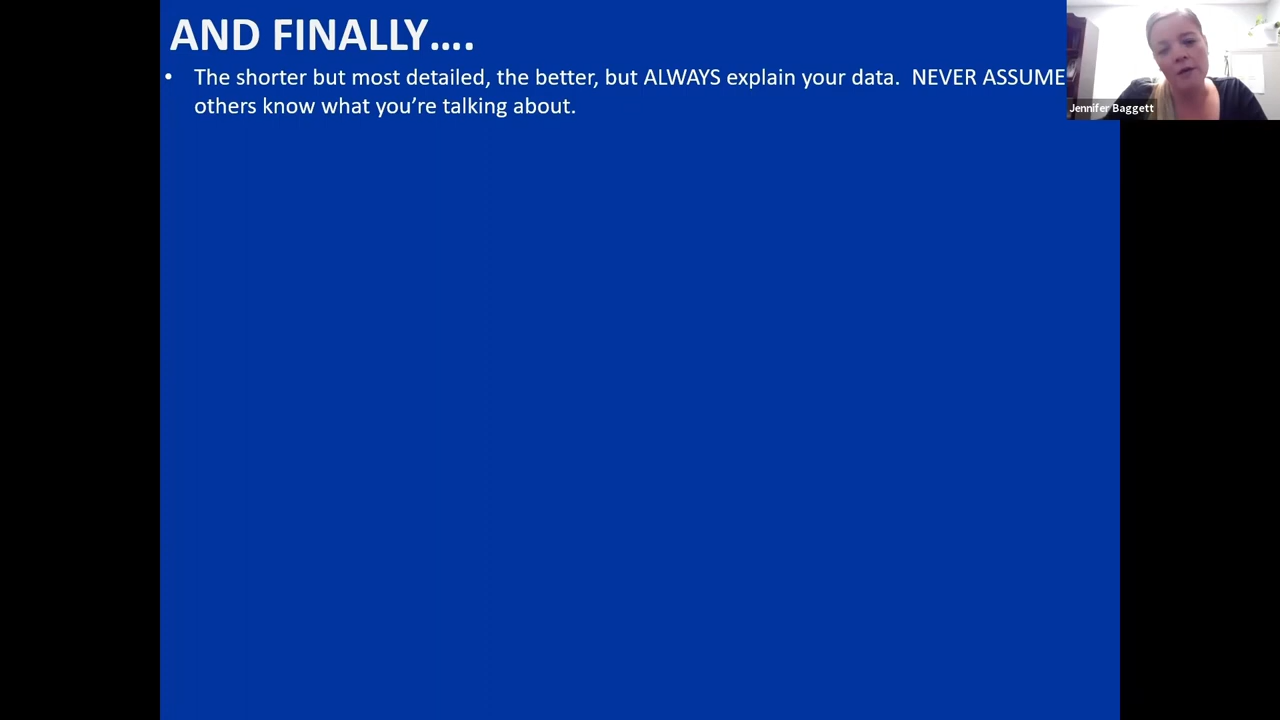 AND FINALLY….
• The shorter but most detailed, the better, but ALWAYS explain your data.  NEVER ASSUME
others know what you’re talking about.
Jennifer Baggett